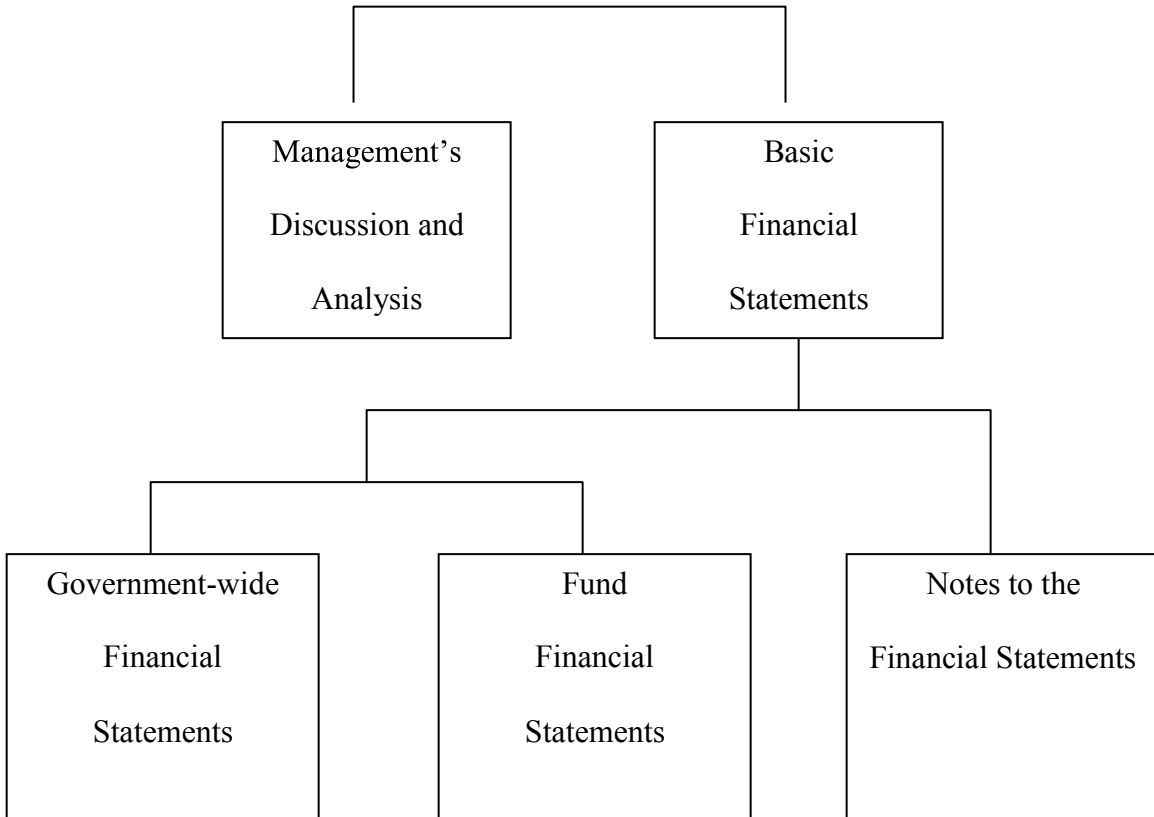 Management’s
Discussion and
Analysis
Basic
Financial
Statements
Government-wide
Financial
Statements
Fund
Financial
Statements
Notes to the
Financial Statements